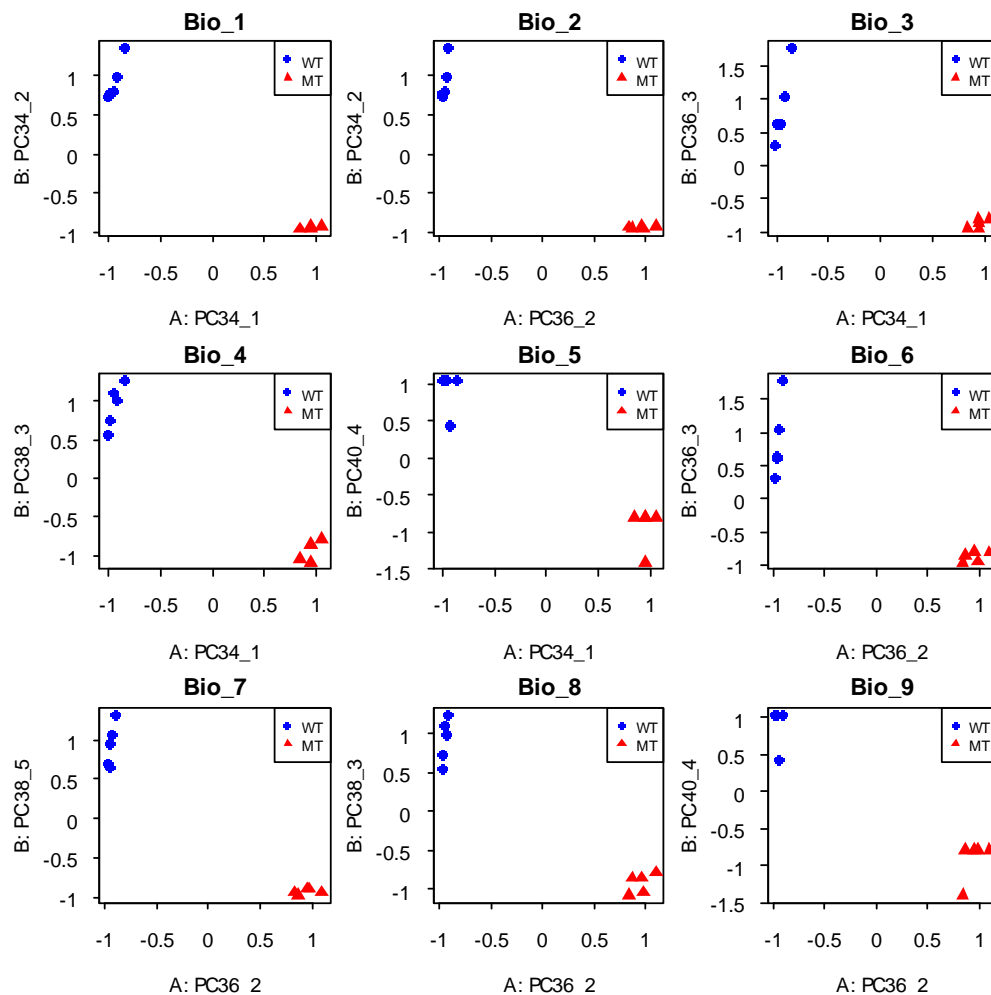 Bio_1
WT
MT
B: PC34_2
1
0.5
0
-0.5
-1
-1 -0.5 0 0.5 1
A: PC34_1
Bio_2
WT
MT
B: PC34_2
1
0.5
0
-0.5
-1
-1 -0.5 0 0.5 1
A: PC36_2
Bio_3
WT
MT
B: PC36_3
1.5
1
0.5
0
-0.5
-1
-1 -0.5 0 0.5 1
A: PC34_1
Bio_4
WT
MT
B: PC38_3
1
0.5
0
-0.5
-1
-1 -0.5 0 0.5 1
A: PC34_1
Bio_5
WT
MT
B: PC40_4
1
0.5
0
-0.5
-1
-1.5
-1 -0.5 0 0.5 1
A: PC34_1
Bio_6
WT
MT
B: PC36_3
1.5
1
0.5
0
-0.5
-1
-1 -0.5 0 0.5 1
A: PC36_2
Bio_7
WT
MT
B: PC38_5
1
0.5
0
-0.5
-1
-1 -0.5 0 0.5 1
A: PC36_2
Bio_8
WT
MT
B: PC38_3
1
0.5
0
-0.5
-1
-1 -0.5 0 0.5 1
A: PC36_2
Bio_9
WT
MT
B: PC40_4
1
0.5
0
-0.5
-1
-1.5
-1 -0.5 0 0.5 1
A: PC36_2